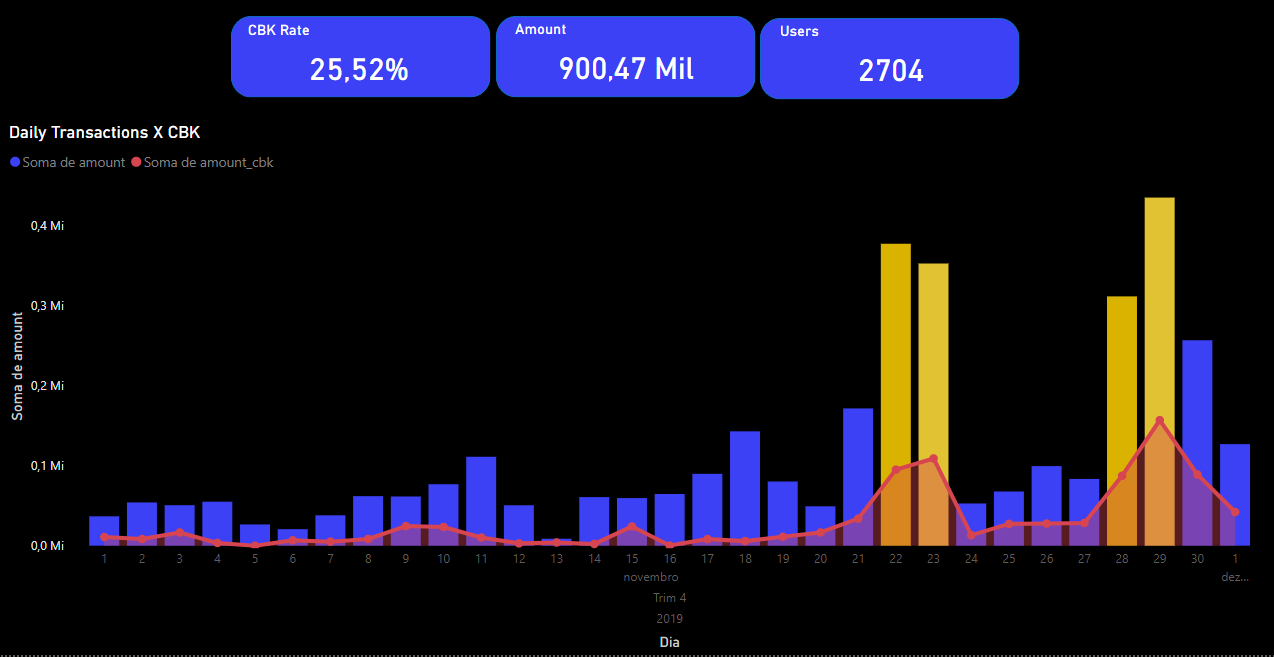 CBK Rate
25,52%
Amount
900,47 Mil
Users
2704
Daily Transactions X CBK
Soma de amount Soma de amount_cbk
Soma de amount
0,4 Mi
0,3 Mi
0,2 Mi
0,1 Mi
0,0 Mi
1 2 3 4 5 6 7 8 9 10 11 12 13 14 15 16 17 18 19 20 21 22 23 24 25 26 27 28 29 30 1
novembro dez...
Trim 4
2019
Dia